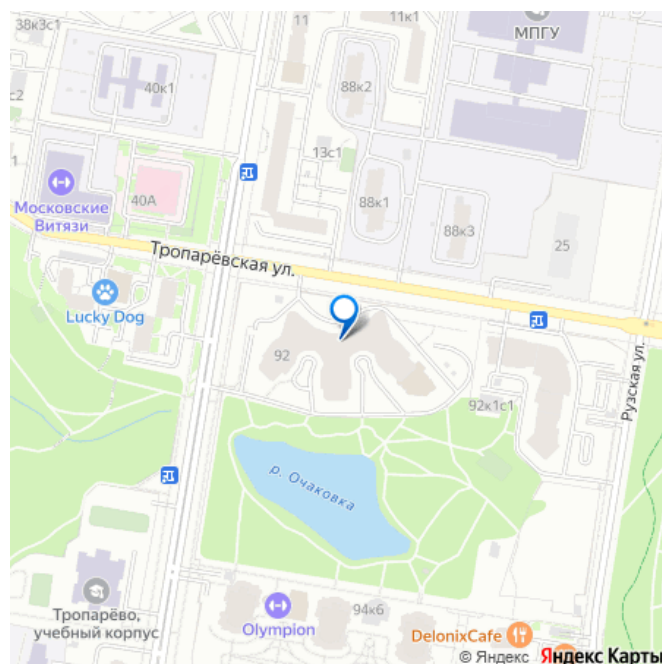 38к3с1
11к1
МПГУ
11
40к1
88к2
с2
13с1
1
40А
Московские
Витязи
88к1
88к3
25
Тропарёвская ул.
Lucky Dog
92
92к1с1
Рузская ул.
р. Очаковка
Тропарёво,
учебный корпус
Olympion
94к6
DelonixCafe
© Яндекс Яндекс Карты